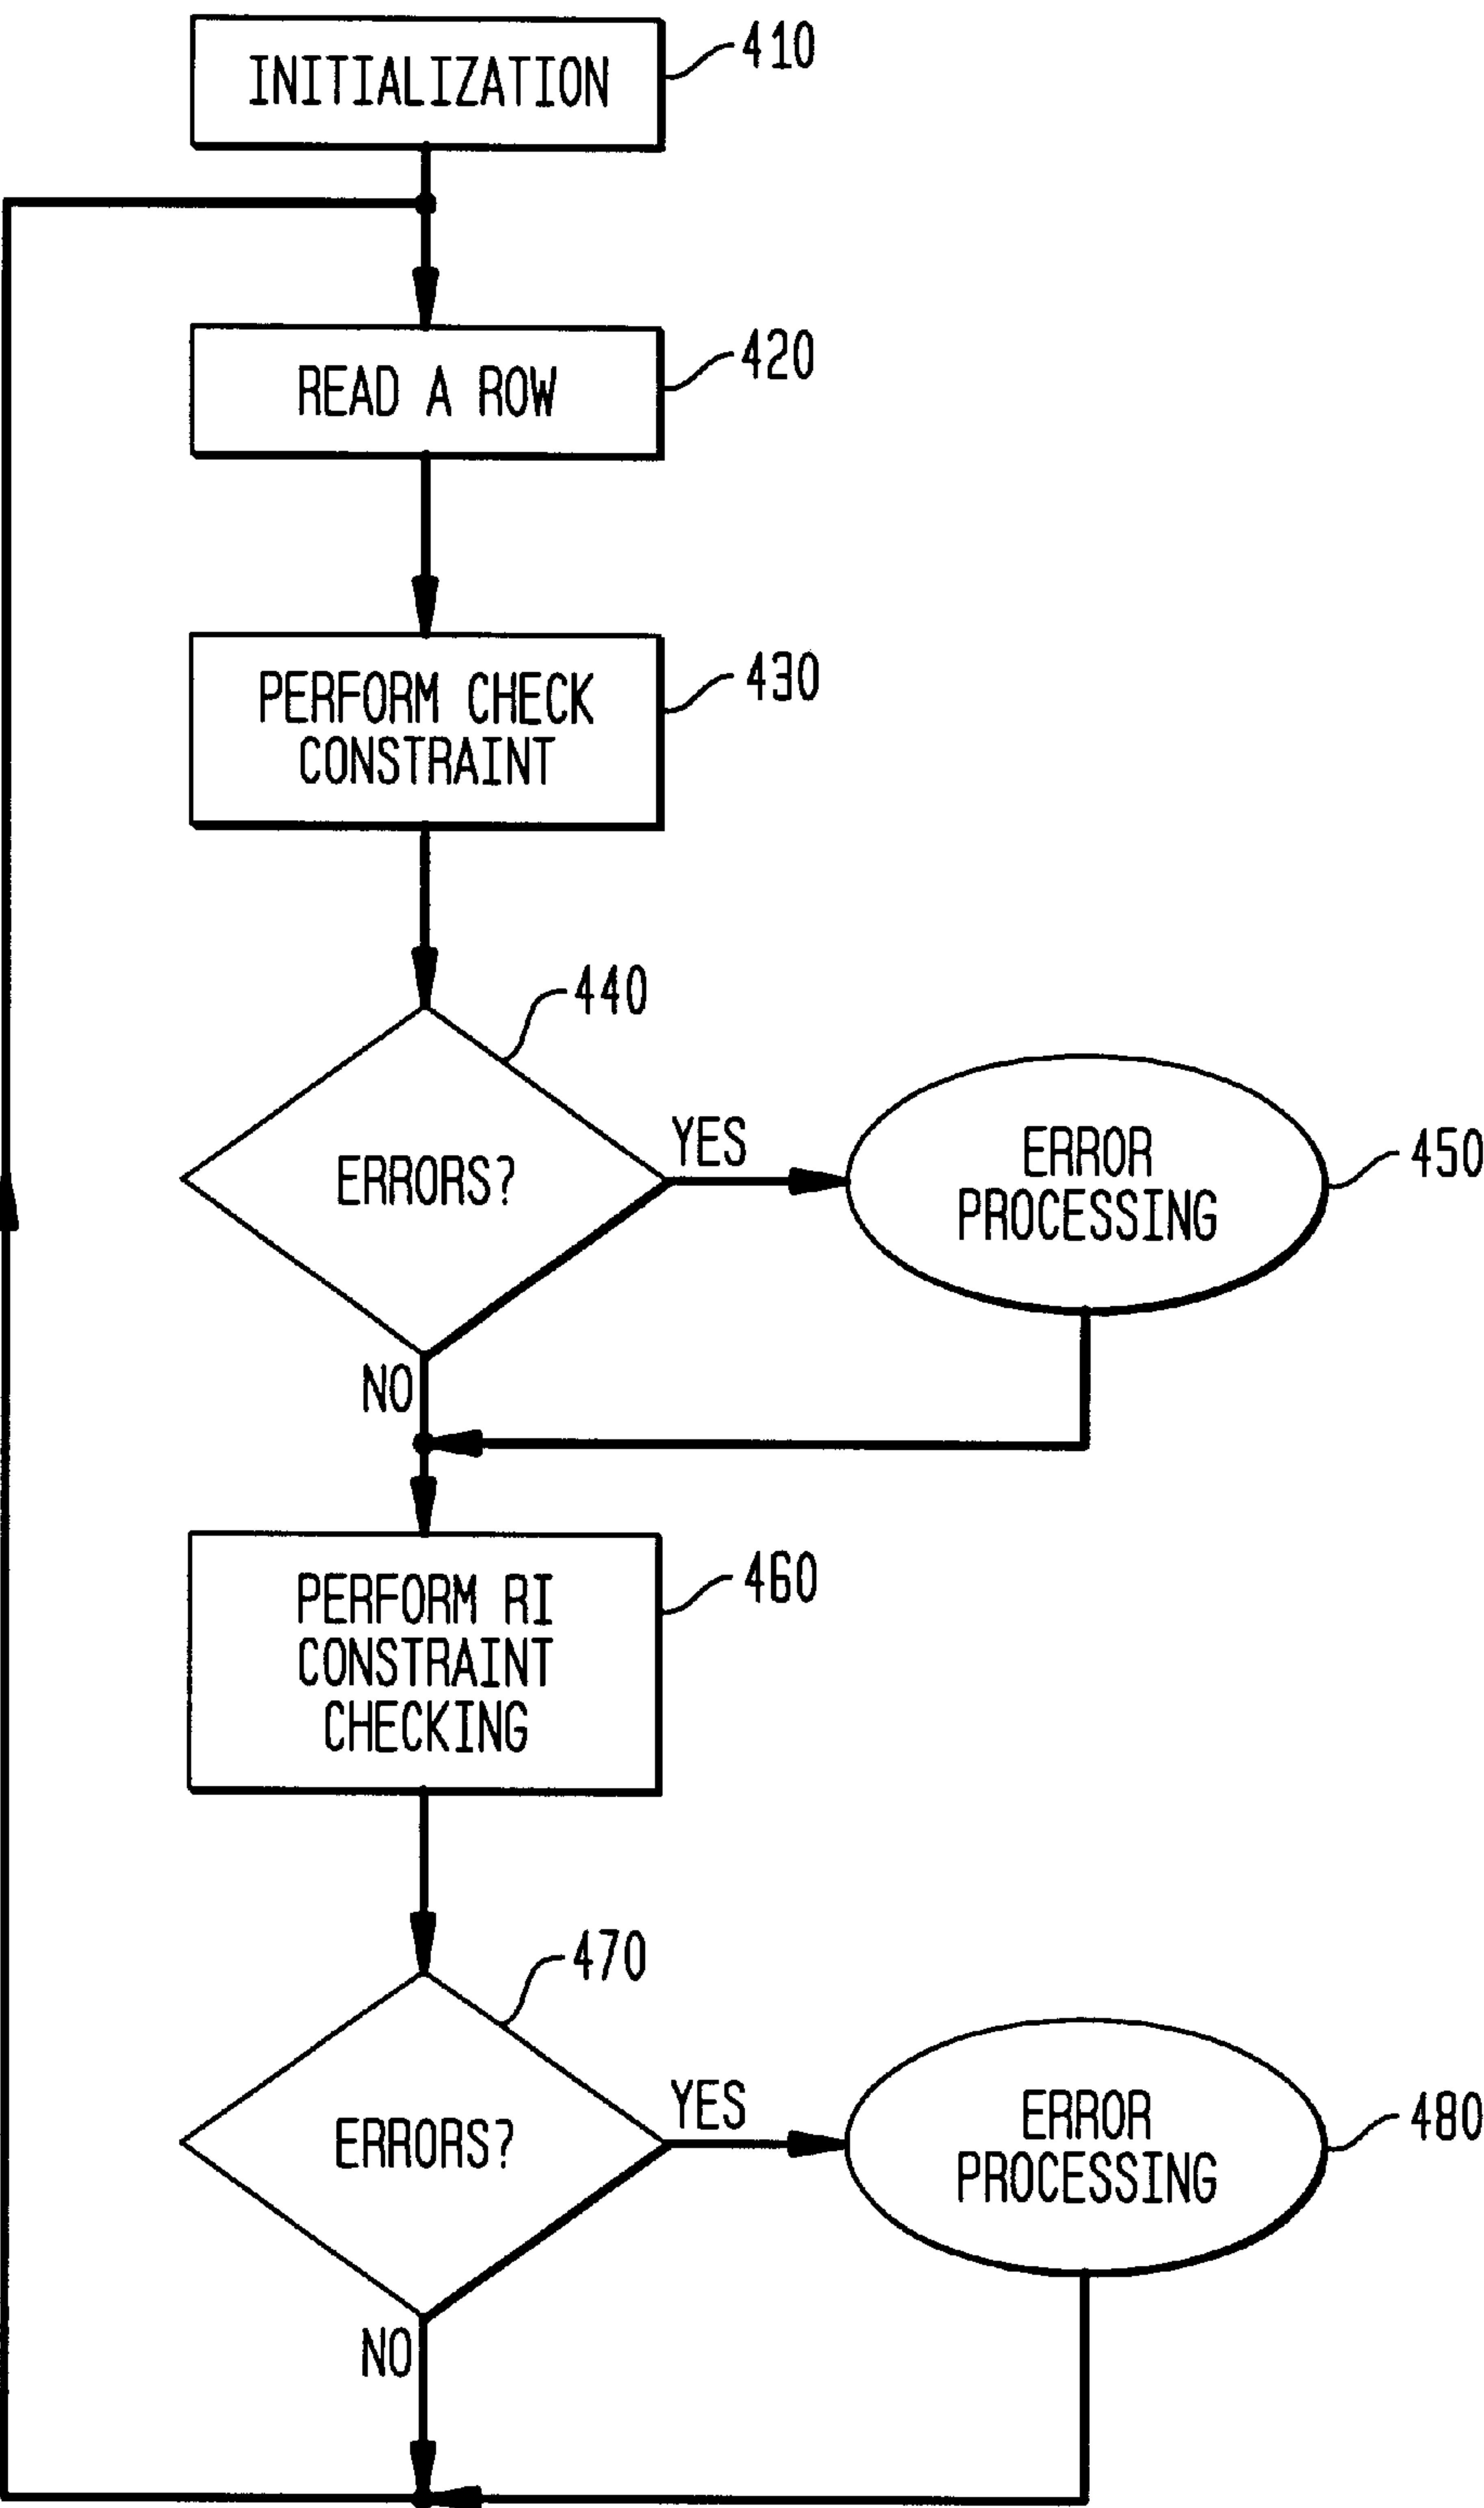 INITIALIZATION
410
READ A ROW
420
PERFORM CHECK
CONSTRAINT
430
440
ERRORS?
YES
ERROR
PROCESSING
450
NO
PERFORM RI
CONSTRAINT
CHECKING
460
470
ERRORS?
YES
ERROR
PROCESSING
480
NO